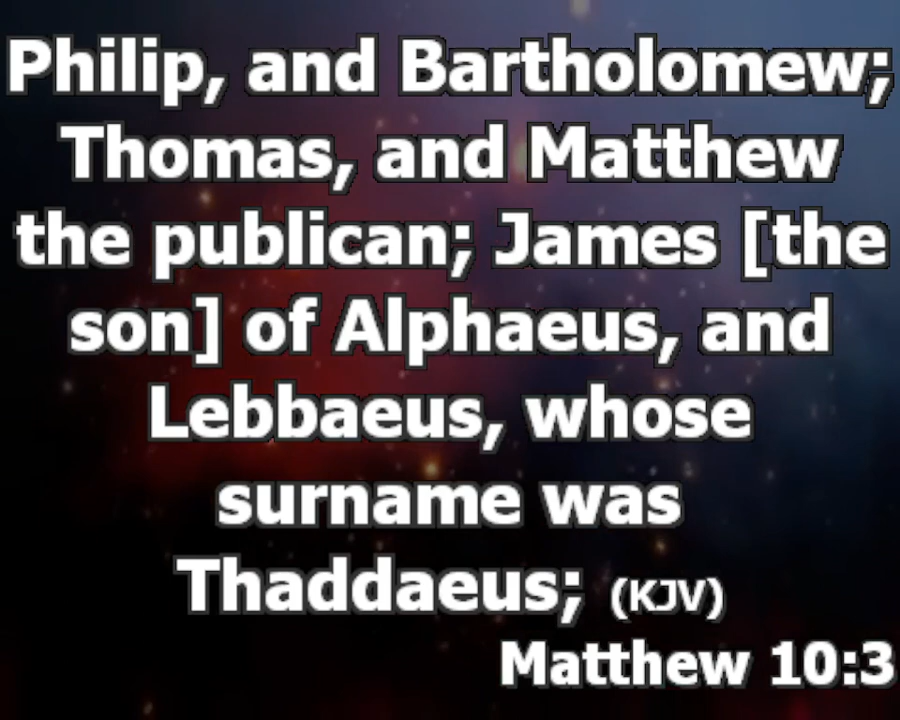 Philip, and Bartholomew;
Thomas, and Matthew
the publican; James [the
son] of Alphaeus, and
Lebbaeus, whose
surname was
Thaddaeus; (KJV)
Matthew 10:3